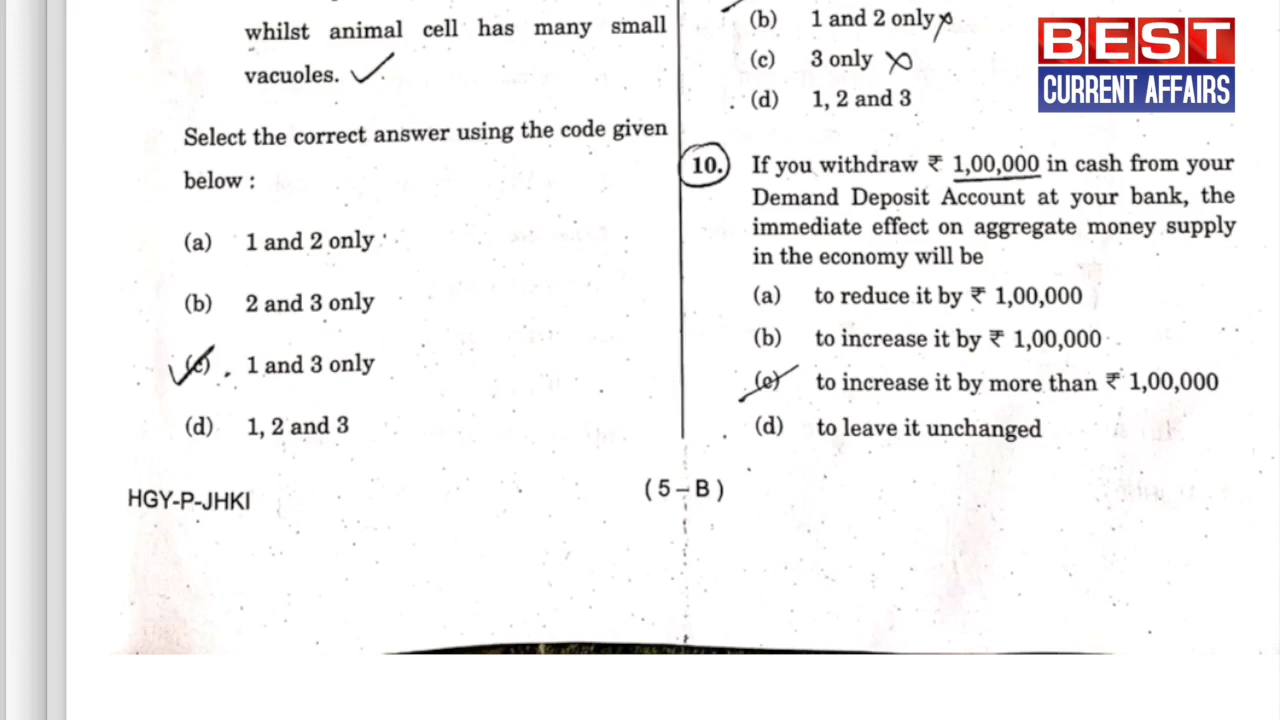 whilst animal cell has many small
vacuoles.
Select the correct answer using the code given
below :
(a) 1 and 2 only
(b) 2 and 3 only
(c) 1 and 3 only
(d) 1, 2 and 3
HGY-P-JHKI
(b) 1 and 2 only
(c) 3 only
(d) 1, 2 and 3
10. If you withdraw ₹ 1,00,000 in cash from your
Demand Deposit Account at your bank, the
immediate effect on aggregate money supply
in the economy will be
(a) to reduce it by ₹ 1,00,000
(b) to increase it by ₹ 1,00,000
(c) to increase it by more than ₹ 1,00,000
(d) to leave it unchanged
( 5 – B )
BEST
CURRENT AFFAIRS